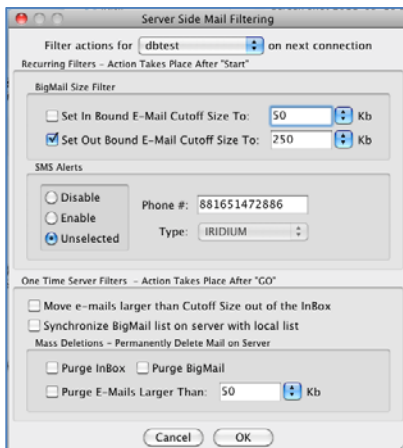 Server Side Mail Filtering
Filter actions for dbtest on next connection
Recurring Filters - Action Takes Place After "Start"
BigMail Size Filter
Set In Bound E-Mail Cutoff Size To: 50 Kb
Set Out Bound E-Mail Cutoff Size To: 250 Kb
SMS Alerts
Disable
Enable
Unselected
Phone #: 881651472886
Type: IRIDIUM
One Time Server Filters - Action Takes Place After "GO"
Move e-mails larger than Cutoff Size out of the InBox
Synchronize BigMail list on server with local list
Mass Deletions - Permanently Delete Mail on Server
Purge InBox Purge BigMail
Purge E-Mails Larger Than: 50 Kb
Cancel OK